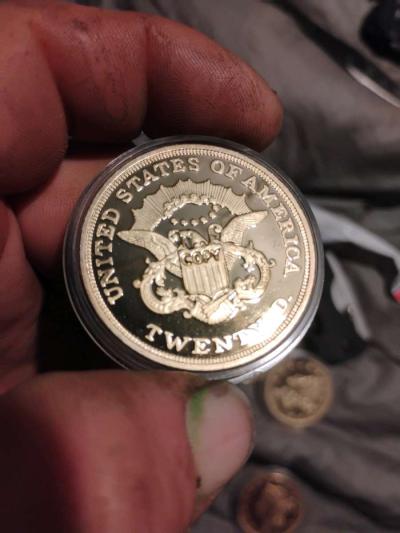 UNITED STATES OF AMERICA
COPY
TWENTY D